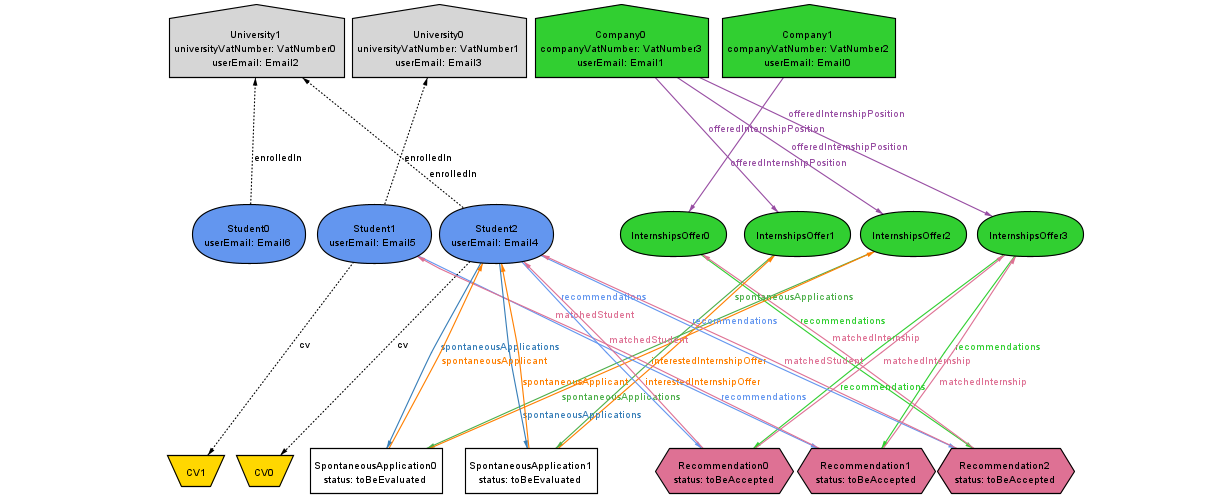 University1
universityVatNumber: VatNumber0
userEmail: Email2
University0
universityVatNumber: VatNumber1
userEmail: Email3
Company0
companyVatNumber: VatNumber3
userEmail: Email1
Company1
companyVatNumber: VatNumber2
userEmail: Email0
offeredInternshipPosition
offeredInternshipPosition
offeredInternshipPosition
offeredInternshipPosition
enrolledIn
enrolledIn
enrolledIn
Student0
userEmail: Email6
Student1
userEmail: Email5
Student2
userEmail: Email4
InternshipsOffer0
InternshipsOffer1
InternshipsOffer2
InternshipsOffer3
recommendations
spontaneousApplications
matchedStudent
recommendations
recommendations
matchedStudent
matchedInternship
cv
cv
spontaneousApplications
recommendations
spontaneousApplicant
interestedInternshipOffer
matchedStudent
matchedInternship
spontaneousApplicant
interestedInternshipOffer
matchedInternship
recommendations
spontaneousApplications
recommendations
spontaneousApplications
CV1
CV0
SpontaneousApplication0
status: toBeEvaluated
SpontaneousApplication1
status: toBeEvaluated
Recommendation0
status: toBeAccepted
Recommendation1
status: toBeAccepted
Recommendation2
status: toBeAccepted